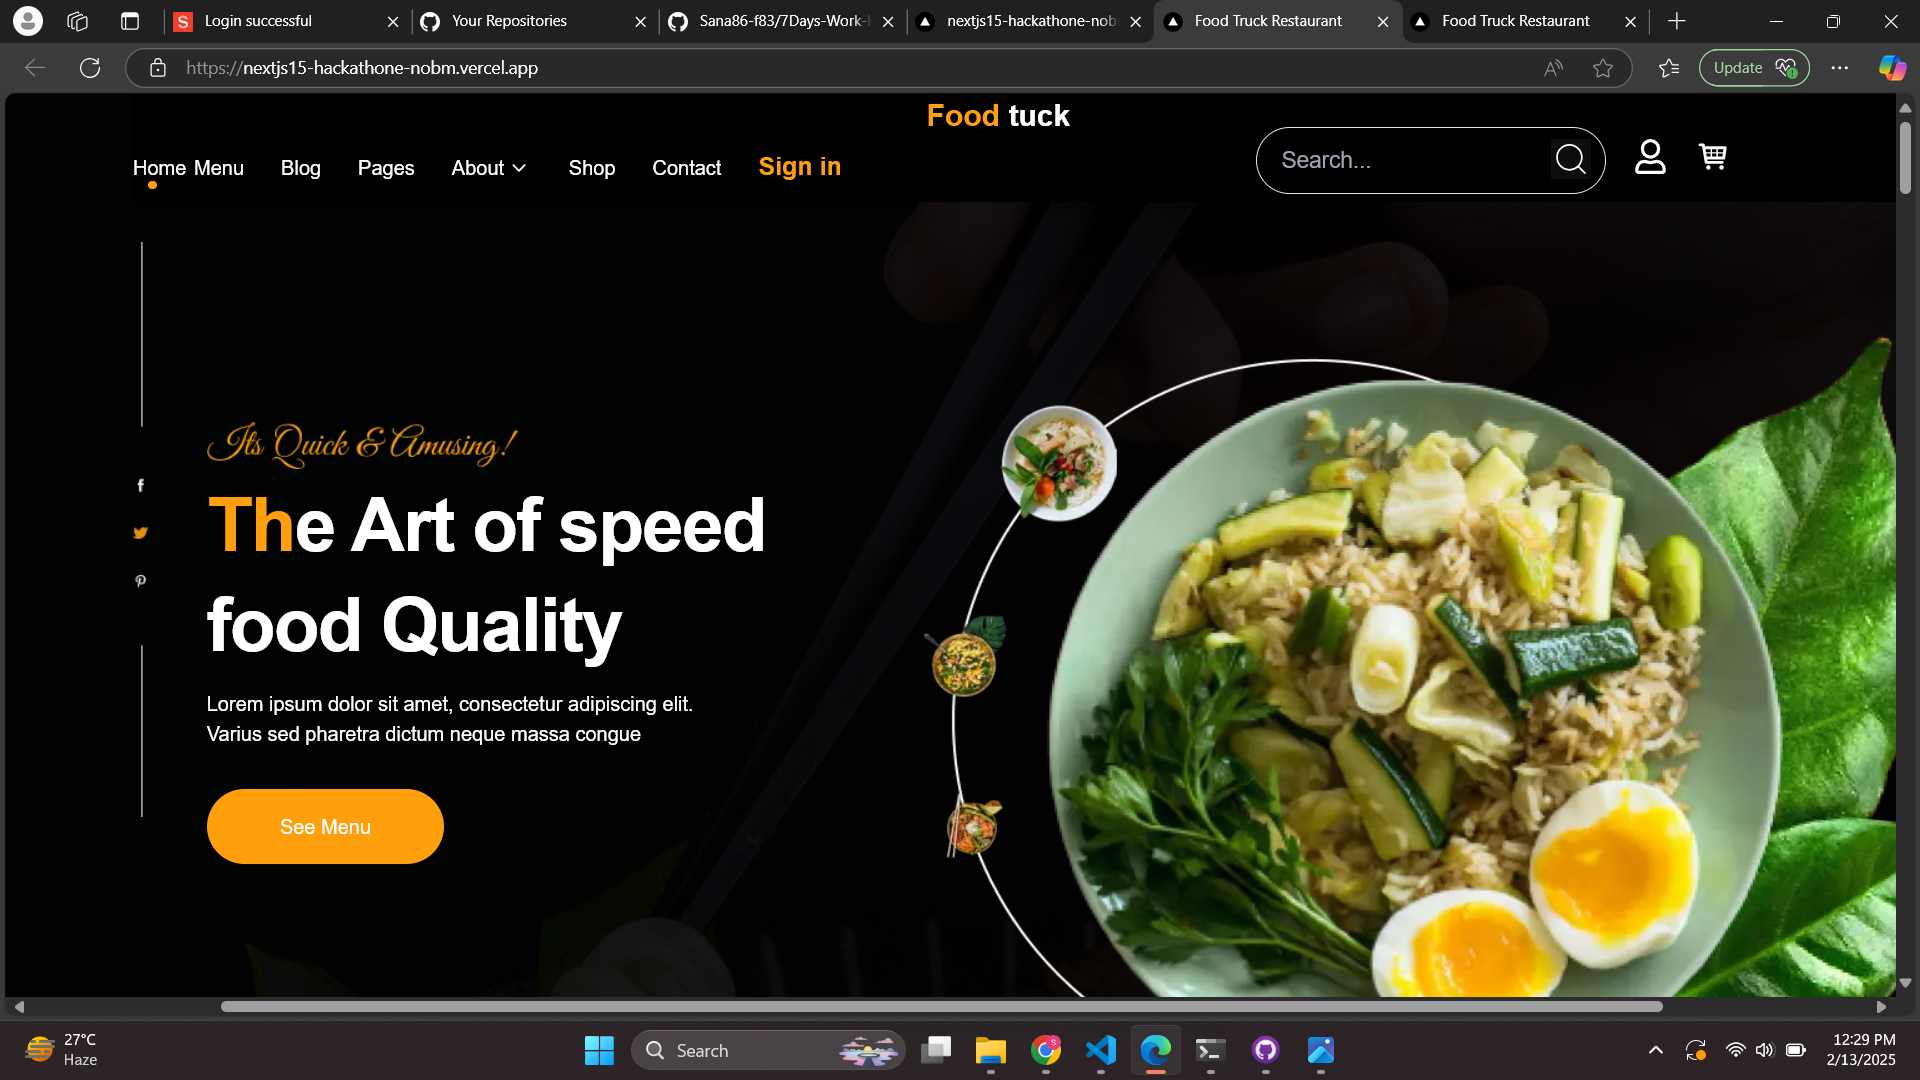 Login successful
Your Repositories
Sana86-f83/7Days-Work-H
nextjs15-hackathone-nob
Food Truck Restaurant
Food Truck Restaurant
https://nextjs15-hackathone-nobm.vercel.app
Update
Food tuck
Home Menu Blog Pages About Shop Contact Sign in
Search...
Its Quick & Amusing!
The Art of speed
food Quality
Lorem ipsum dolor sit amet, consectetur adipiscing elit.
Varius sed pharetra dictum neque massa congue
See Menu
27°C
Haze
Search
12:29 PM
2/13/2025